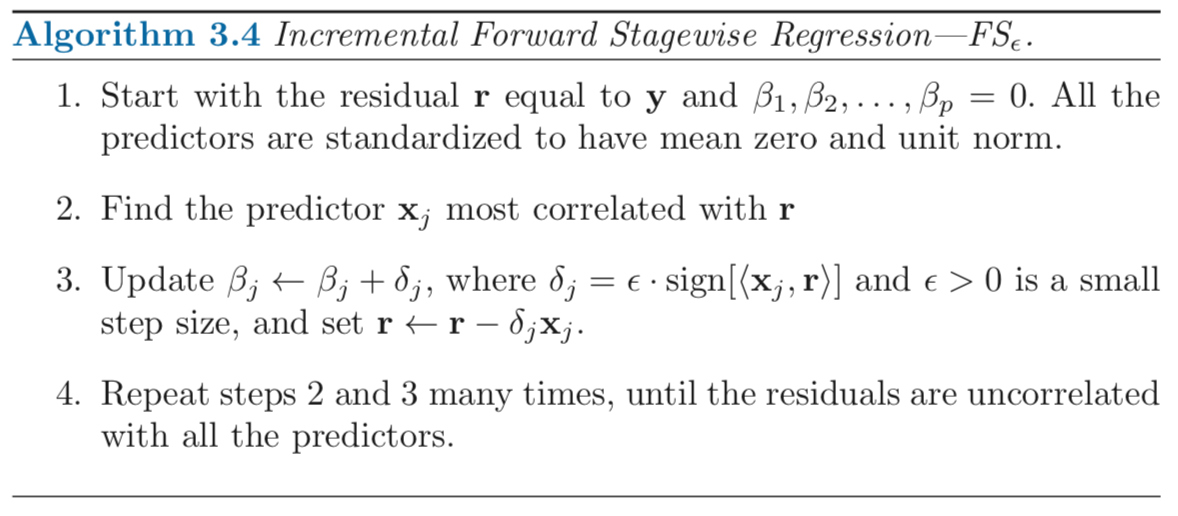 Algorithm 3.4 Incremental Forward Stagewise Regression—FSϵ.
1. Start with the residual r equal to y and β1, β2, . . . , βp = 0. All the
predictors are standardized to have mean zero and unit norm.
2. Find the predictor xj most correlated with r
3. Update βj ← βj + δj, where δj = ϵ · sign[⟨xj, r⟩] and ϵ > 0 is a small
step size, and set r ← r − δjxj.
4. Repeat steps 2 and 3 many times, until the residuals are uncorrelated
with all the predictors.